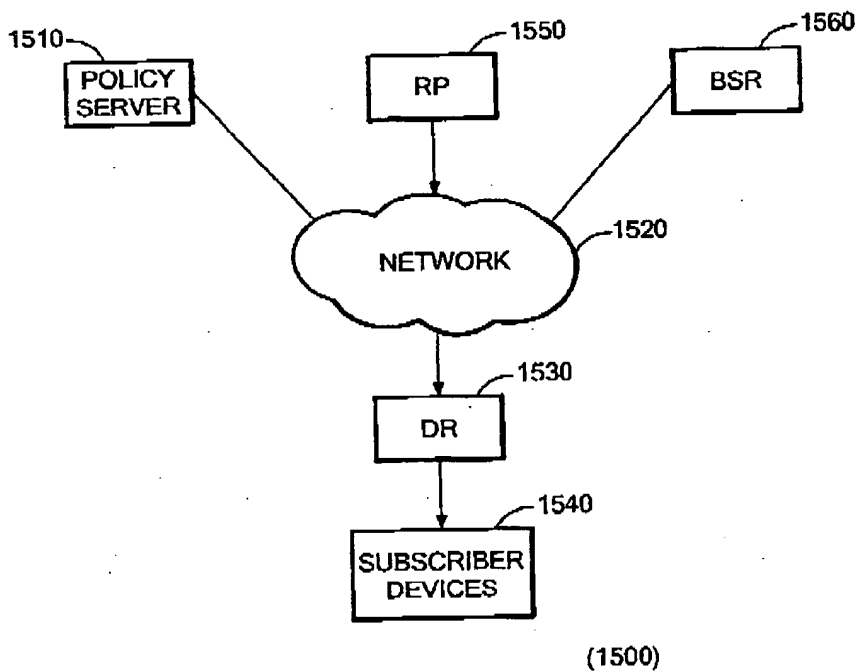 1510
POLICY
SERVER
1550
RP
1560
BSR
NETWORK
1520
1530
DR
1540
SUBSCRIBER
DEVICES
(1500)